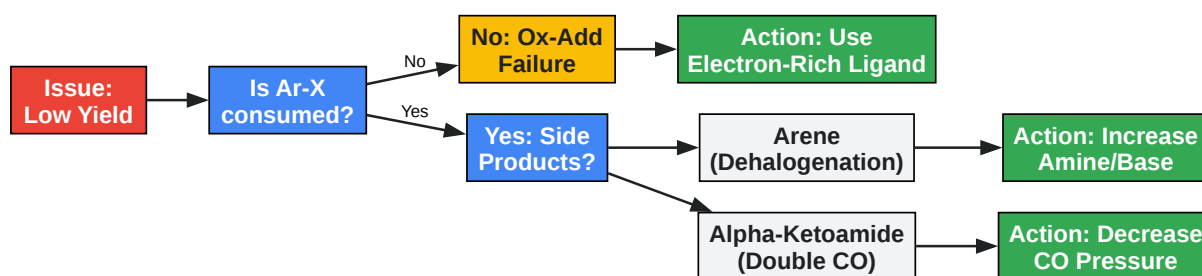 Issue:
Low Yield
Is Ar-X
consumed?
No
No: Ox-Add
Failure
Action: Use
Electron-Rich Ligand
Yes
Yes: Side
Products?
Arene
(Dehalogenation)
Action: Increase
Amine/Base
Alpha-Ketoamide
(Double CO)
Action: Decrease
CO Pressure